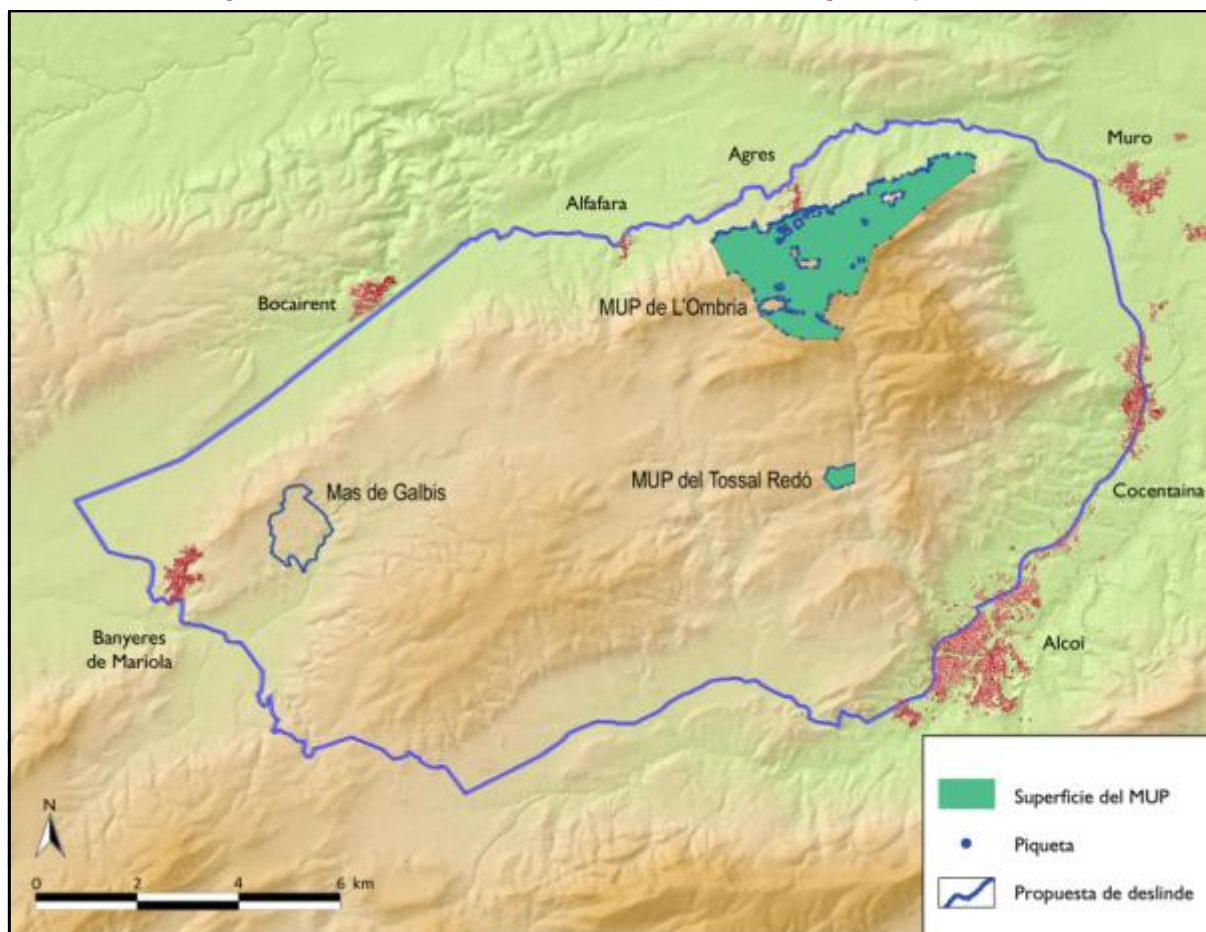 Muro
Agres
Alfafara
Bocairent
MUP de L'Ombria
Mas de Galbis
MUP del Tossal Redó
Cocentaina
Banyeres
de Mariola
Alcoi
N
0 2 4 6 km
Superficie del MUP
Piqueta
Propuesta de deslinde